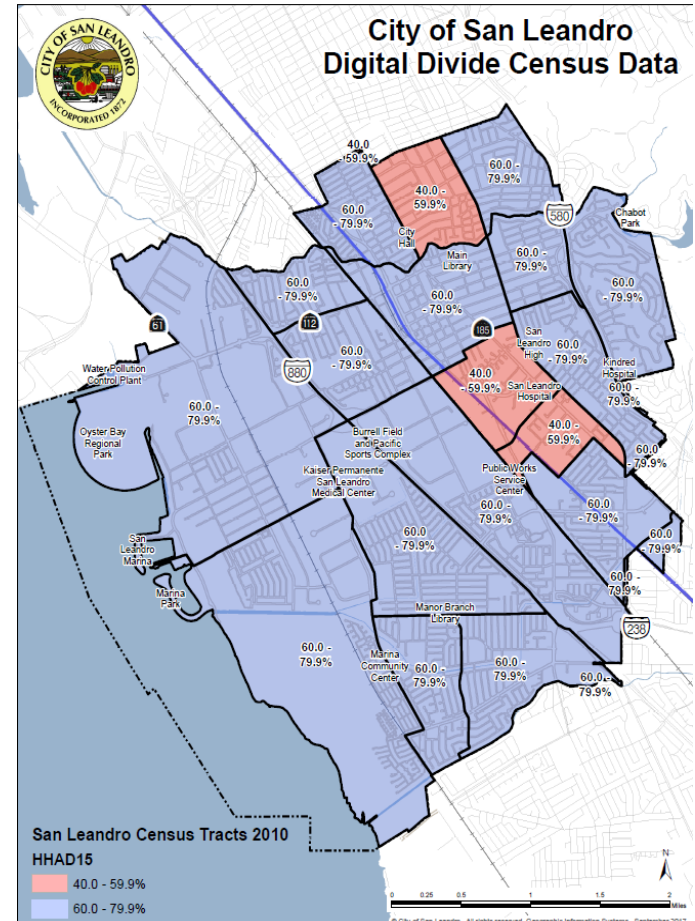 City of San Leandro
Digital Divide Census Data
CITY OF SAN LEANDRO
INCORPORATED 1872
40.0
- 59.9%
40.0 -
59.9%
60.0 -
79.9%
60.0
- 79.9%
City
Hall
580
Chabot
Park
Main
Library
60.0 -
79.9%
60.0
- 79.9%
60.0
- 79.9%
60.0
- 79.9%
61
112
185
San
Leandro
High
60.0
- 79.9%
60.0
- 79.9%
880
Water Pollution
Control Plant
40.0
- 59.9%
San Leandro
Hospital
Kindred
Hospital
60.0 -
79.9%
60.0 -
79.9%
Oyster Bay
Regional
Park
Burrell Field
and Pacific
Sports Complex
40.0 -
59.9%
Kaiser Permanente
San Leandro
Medical Center
Public Works
Service
Center
60.0
- 79.9%
60.0
- 79.9%
60.0
- 79.9%
60.0
- 79.9%
60.0
- 79.9%
San
Leandro
Marina
Marina
Park
60.0 -
79.9%
Manor Branch
Library
238
60.0 -
79.9%
Marina
Community
Center
60.0 -
79.9%
60.0 -
79.9%
60.0 -
79.9%
San Leandro Census Tracts 2010
HHAD15
40.0 - 59.9%
60.0 - 79.9%
N
0 0.25 0.5 1 1.5 2
Miles